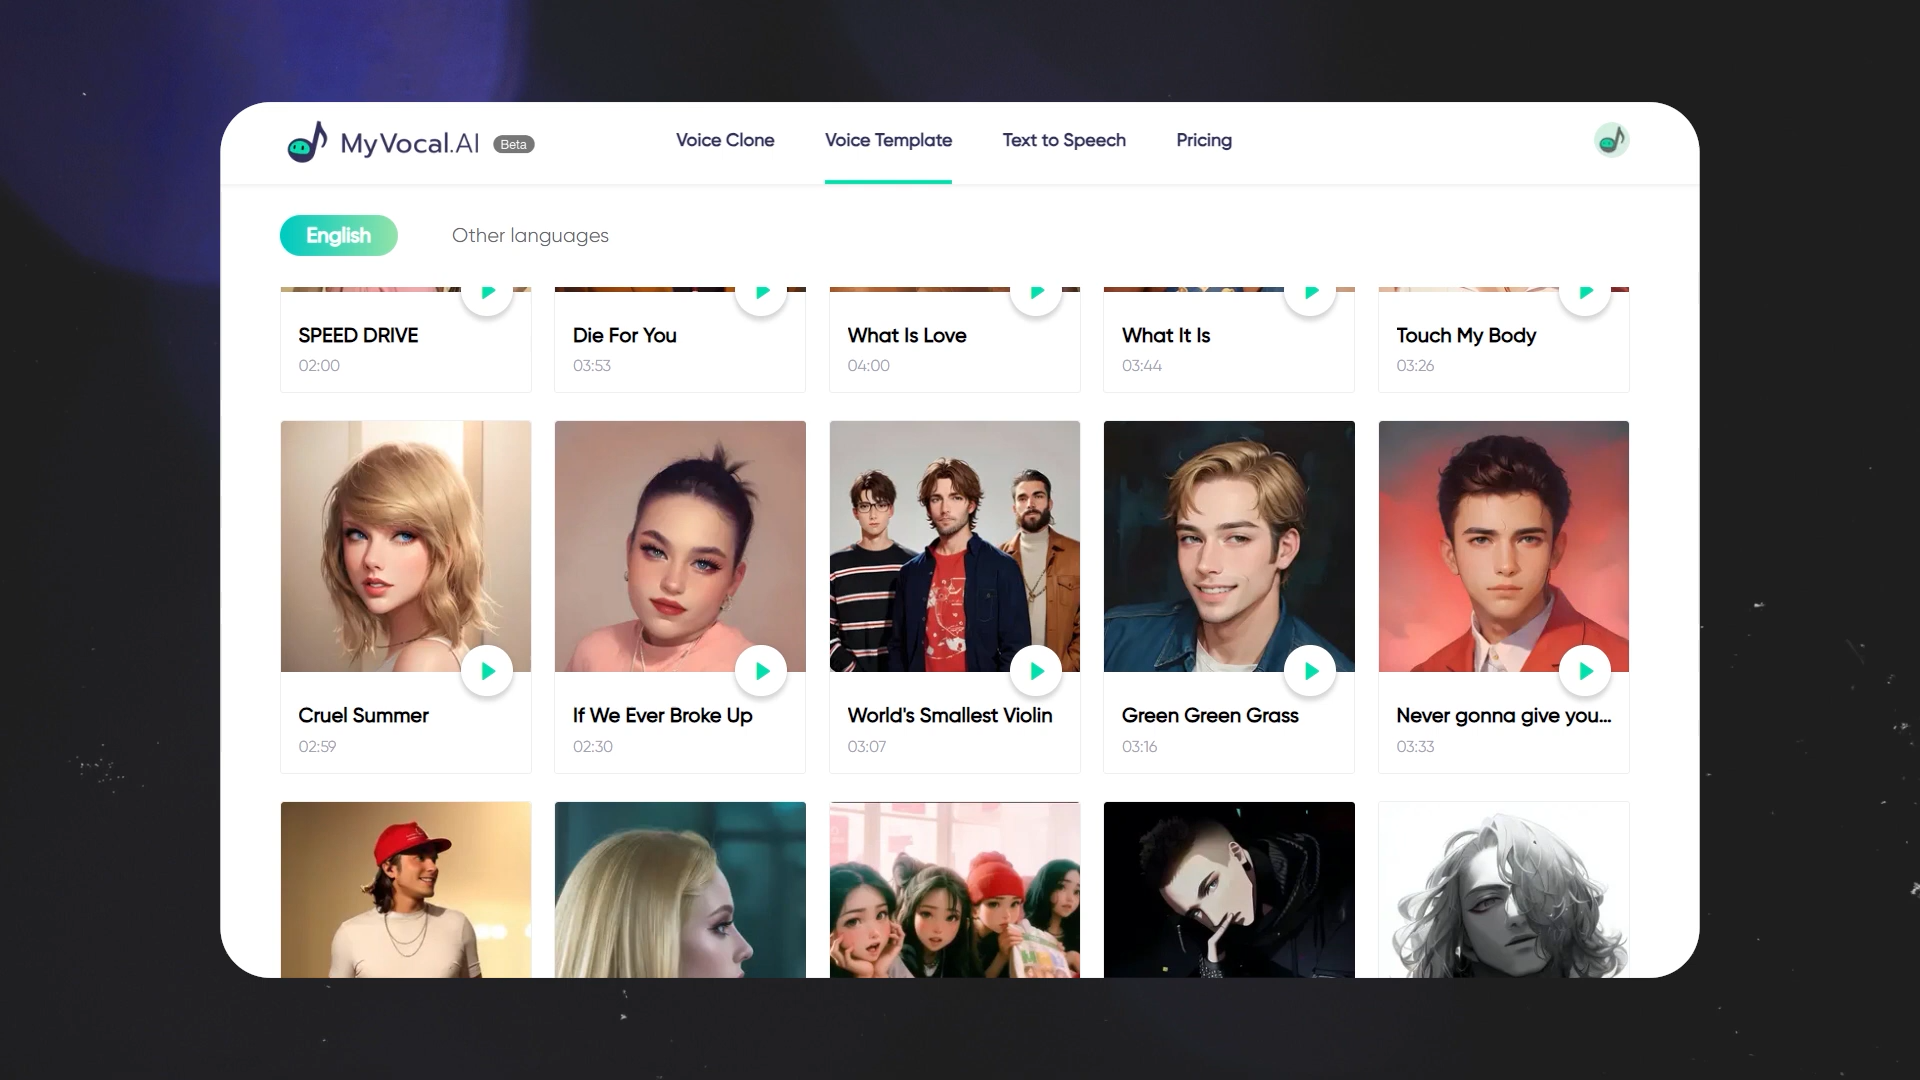 MyVocal.AI Beta
Voice Clone
Voice Template
Text to Speech
Pricing
English
Other languages
SPEED DRIVE
02:00
Die For You
03:53
What Is Love
04:00
What It Is
03:44
Touch My Body
03:26
Cruel Summer
02:59
If We Ever Broke Up
02:30
World's Smallest Violin
03:07
Green Green Grass
03:16
Never gonna give you...
03:33